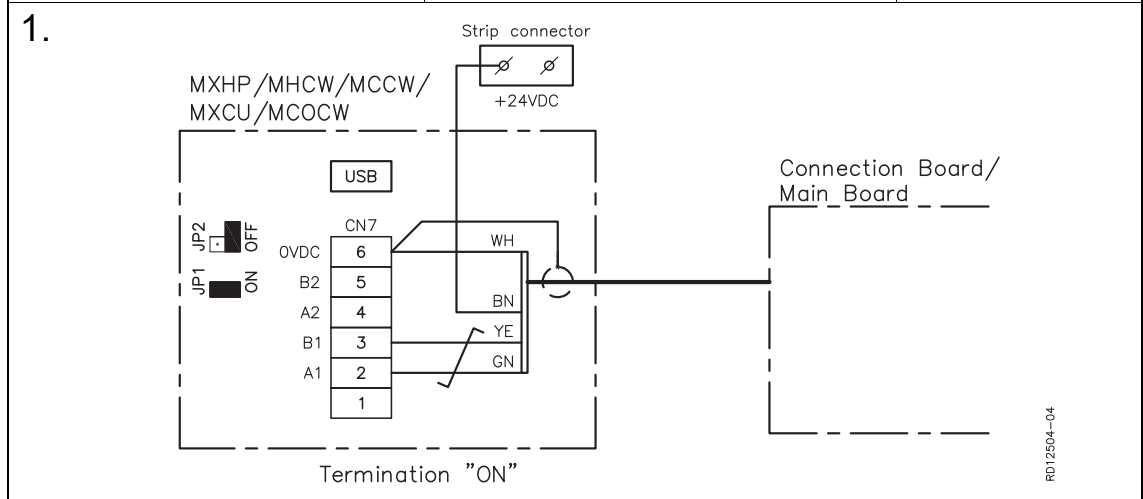 1.
Strip connector
+24VDC
MXHP/MHCW/MCCW/
MXCU/MCOCW
Connection Board/
Main Board
USB
CN7
JP2
OFF
JP1
ON
0VDC 6 WH
B2 5
A2 4 BN
B1 3 YE
A1 2 GN
1
Termination "ON"
RD12504-04